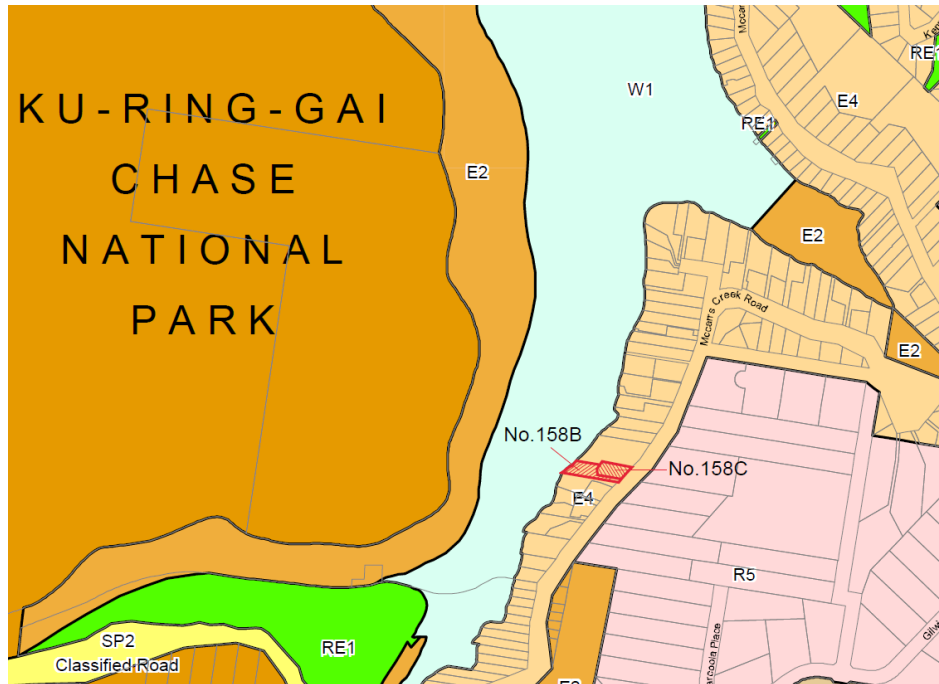 KU-RING-GAI
CHASE
NATIONAL
PARK
E2
W1
RE1
E4
RE1
E2
Mccarrs Creek Road
E2
No.158B
No.158C
E4
R5
SP2
Classified Road
RE1